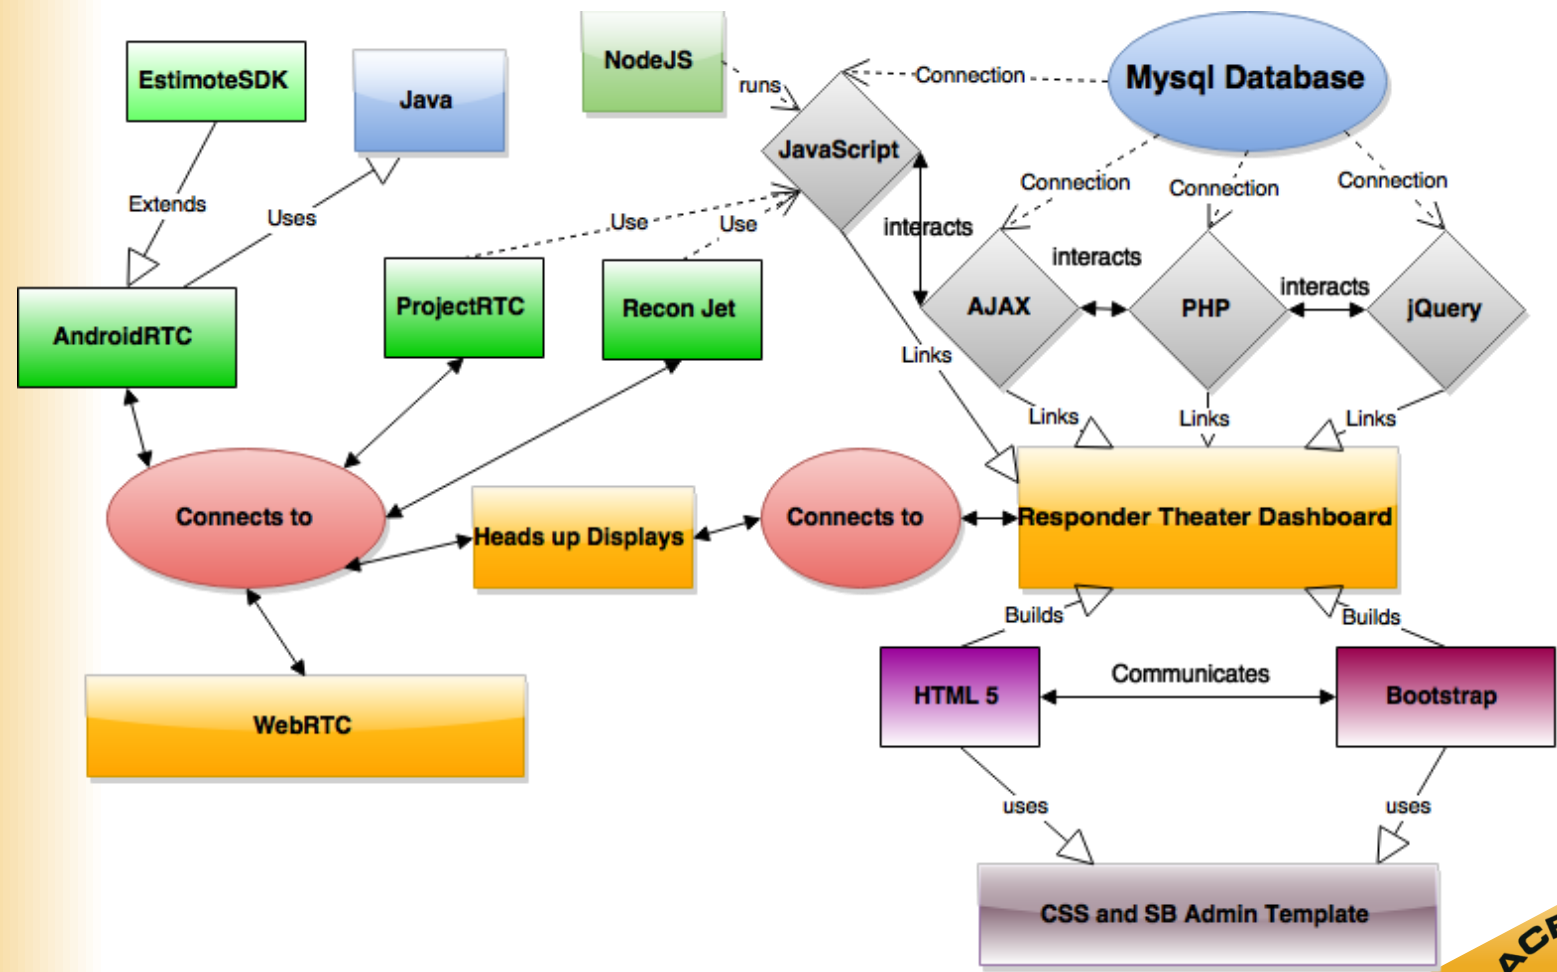 NodeJS
Mysql Database
EstimoteSDK
Java
runs
Connection
JavaScript
Connection
Connection
Connection
Extends
Uses
Use
Use
interacts
interacts
interacts
AndroidRTC
ProjectRTC
Recon Jet
AJAX
PHP
jQuery
Links
Links
Links
Links
Connects to
Heads up Displays
Connects to
Responder Theater Dashboard
Builds
Builds
WebRTC
HTML 5
Communicates
Bootstrap
uses
uses
CSS and SB Admin Template